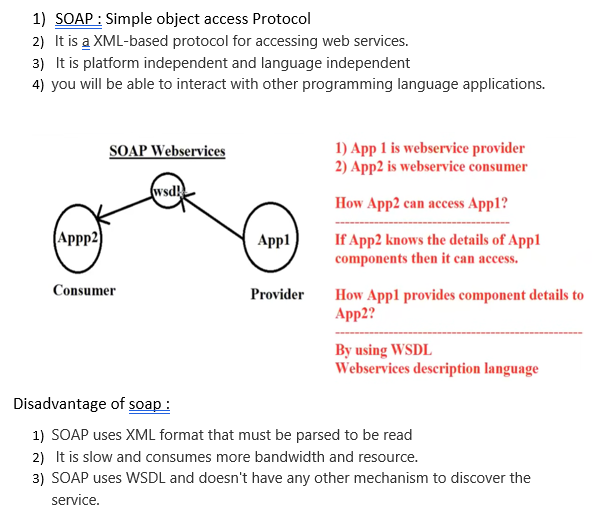 1) SOAP : Simple object access Protocol
2) It is a XML-based protocol for accessing web services.
3) It is platform independent and language independent
4) you will be able to interact with other programming language applications.
SOAP Webservices
wsdl
Appp2
App1
Consumer
Provider
1) App 1 is webservice provider
2) App2 is webservice consumer
How App2 can access App1?
If App2 knows the details of App1
components then it can access.
How App1 provides component details to
App2?
By using WSDL
Webservices description language
Disadvantage of soap :
1) SOAP uses XML format that must be parsed to be read
2) It is slow and consumes more bandwidth and resource.
3) SOAP uses WSDL and doesn't have any other mechanism to discover the
service.